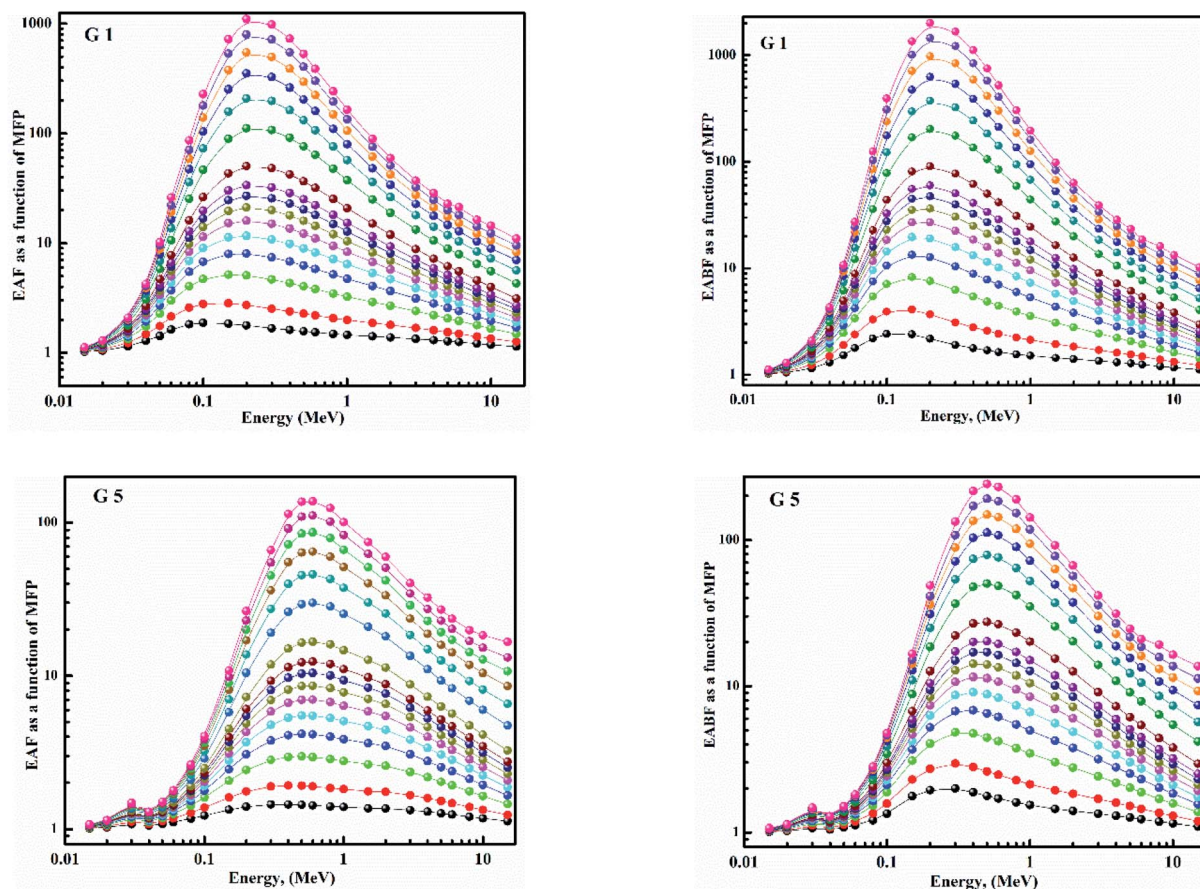 G 1
EAF as a function of MFP
1000
100
10
1
0.01
0.1
1
10
Energy (MeV)
G 1
EABF as a function of MFP
1000
100
10
1
0.01
0.1
1
10
Energy, (MeV)
G 5
EAF as a function of MFP
100
10
1
0.01
0.1
1
10
Energy, (MeV)
G 5
EABF as a function of MFP
100
10
1
0.01
0.1
1
10
Energy, (MeV)